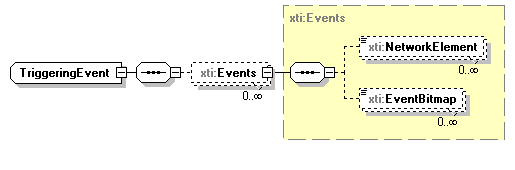 xti:Events
TriggeringEvent
xti:Events
0..∞
xti:NetworkElement
0..∞
xti:EventBitmap
0..∞